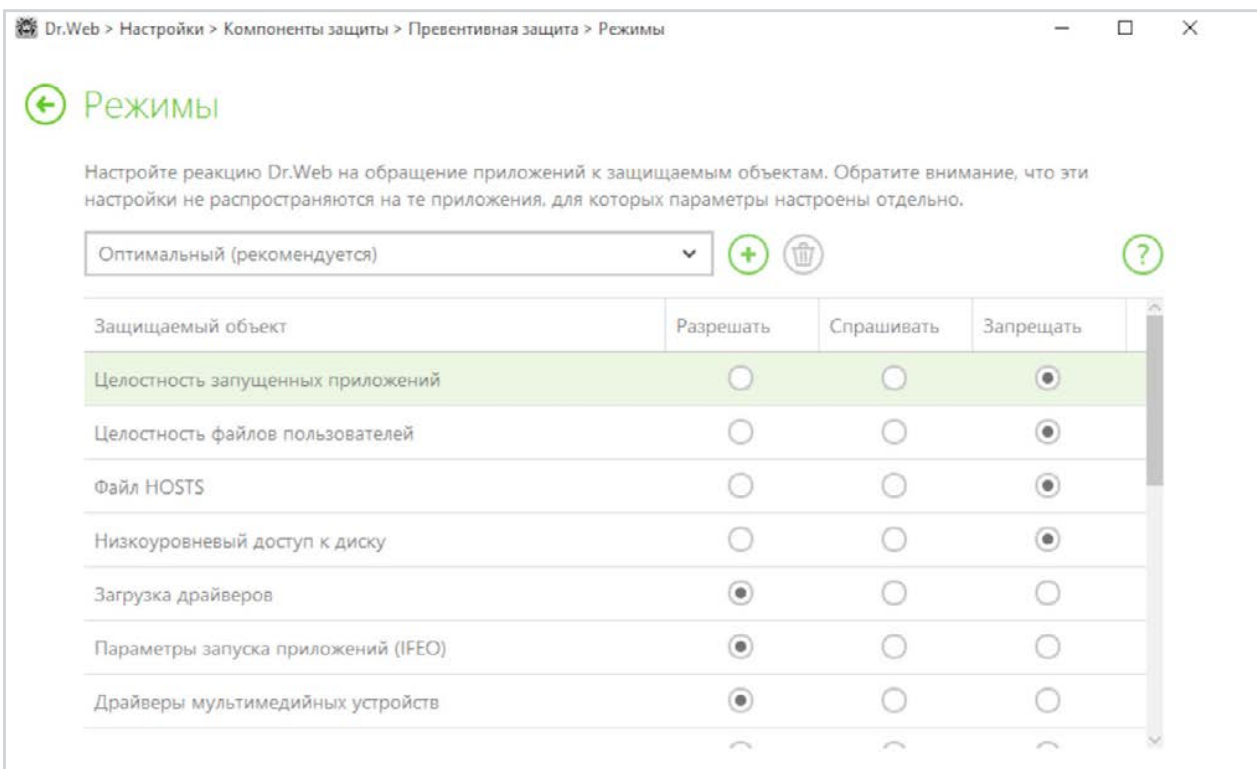 Dr.Web > Настройки > Компоненты защиты > Превентивная защита > Режимы
Режимы
Настройте реакцию Dr.Web на обращение приложений к защищаемым объектам. Обратите внимание, что эти
настройки не распространяются на те приложения, для которых параметры настроены отдельно.
Оптимальный (рекомендуется)
Защищаемый объект Разрешать Спрашивать Запрещать
Целостность запущенных приложений
Целостность файлов пользователей
Файл HOSTS
Низкоуровневый доступ к диску
Загрузка драйверов
Параметры запуска приложений (IFEO)
Драйверы мультимедийных устройств